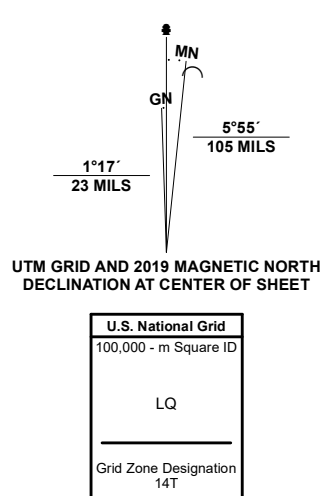 MN
GN
5°55´
105 MILS
1°17´
23 MILS
UTM GRID AND 2019 MAGNETIC NORTH
DECLINATION AT CENTER OF SHEET
U.S. National Grid
100,000 - m Square ID
LQ
Grid Zone Designation
14T